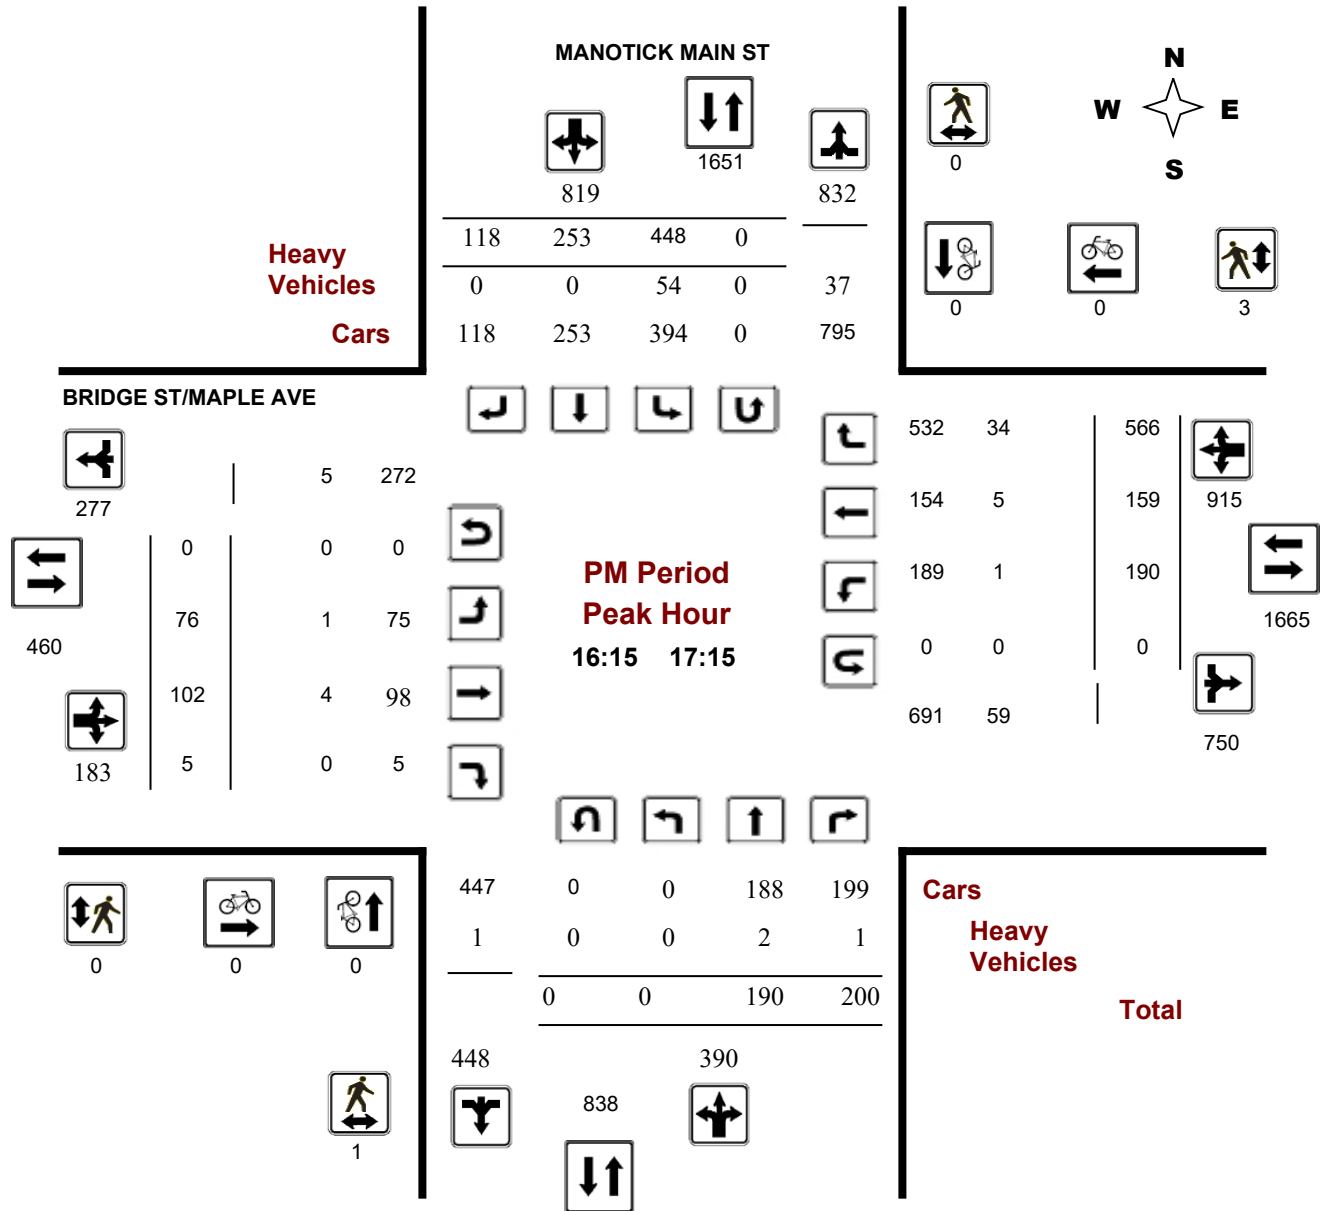 MANOTICK MAIN ST
N
W E
S
1651
0
819
832
118 253 448 0
Heavy
Vehicles
0 0 54 0 37
0 0 3
Cars
118 253 394 0 795
BRIDGE ST/MAPLE AVE
532 34 566
5 272
277
154 5 159 915
0 0 0
PM Period
189 1 190
Peak Hour
76 1 75
1665
460
16:15 17:15
0 0 0
102 4 98
691 59
750
183 5 0 5
447 0 0 188 199
Cars
1 0 0 2 1
Heavy
Vehicles
0 0 0
0 0 190 200
Total
448 390
838
1